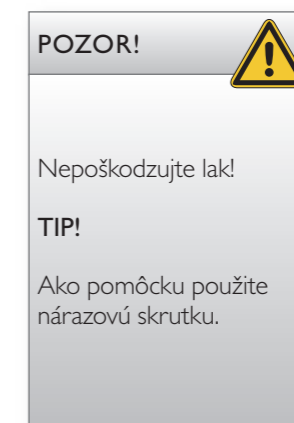 POZOR!
Nepoškodzujte lak!
TIP!
Ako pomôcku použite
nárazovú skrutku.